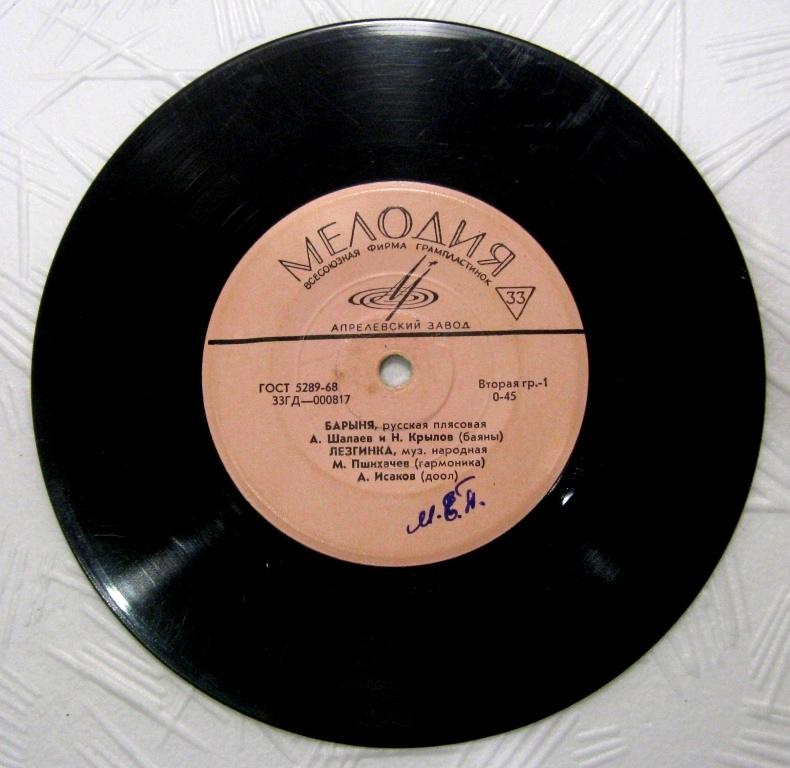 МЕЛОДИЯ
ВСЕСОЮЗНАЯ ФИРМА ГРАМПЛАСТИНОК
33
АПРЕЛЕВСКИЙ ЗАВОД
ГОСТ 5289-68 Вторая гр.-1
33ГД—000817 0-45
БАРЫНЯ, русская плясовая
А. Шалаев и Н. Крылов (баяны)
ЛЕЗГИНКА, муз. народная
М. Пшихачев (гармоника)
А. Исаков (доол)